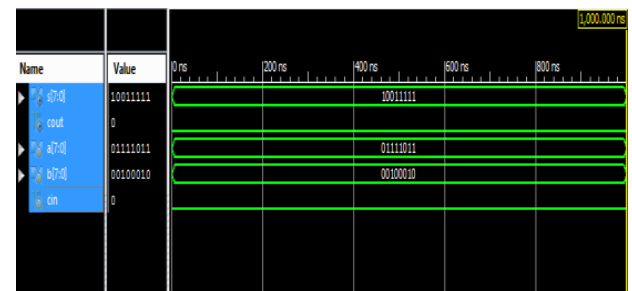 1,000.000 ns
Name Value 0 ns 200 ns 400 ns 600 ns 800 ns
s[7:0] 10011111 10011111
cout 0
a[7:0] 01111011 01111011
b[7:0] 00100010 00100010
cin 0